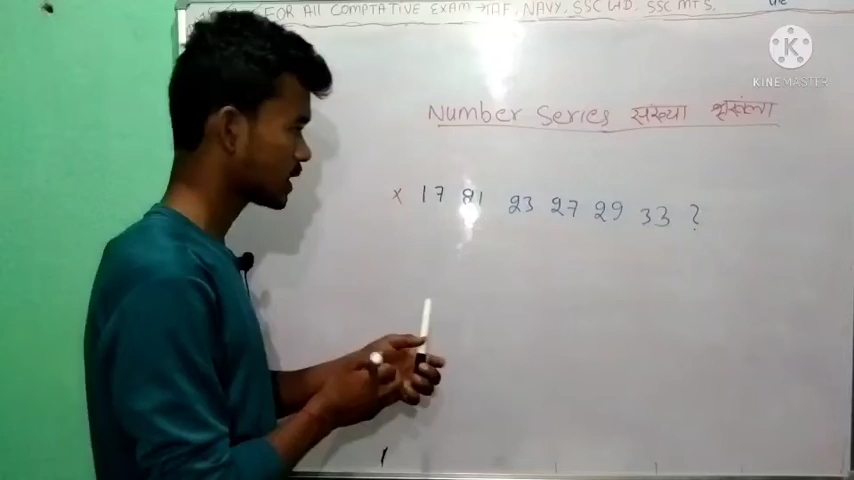 FOR All COMPTATIVE EXAM → IAF, NAVY, SSC GD, SSC MTS.
KINEMASTER
Number Series संख्या श्रृंखला
x 17 81 23 27 29 33 ?